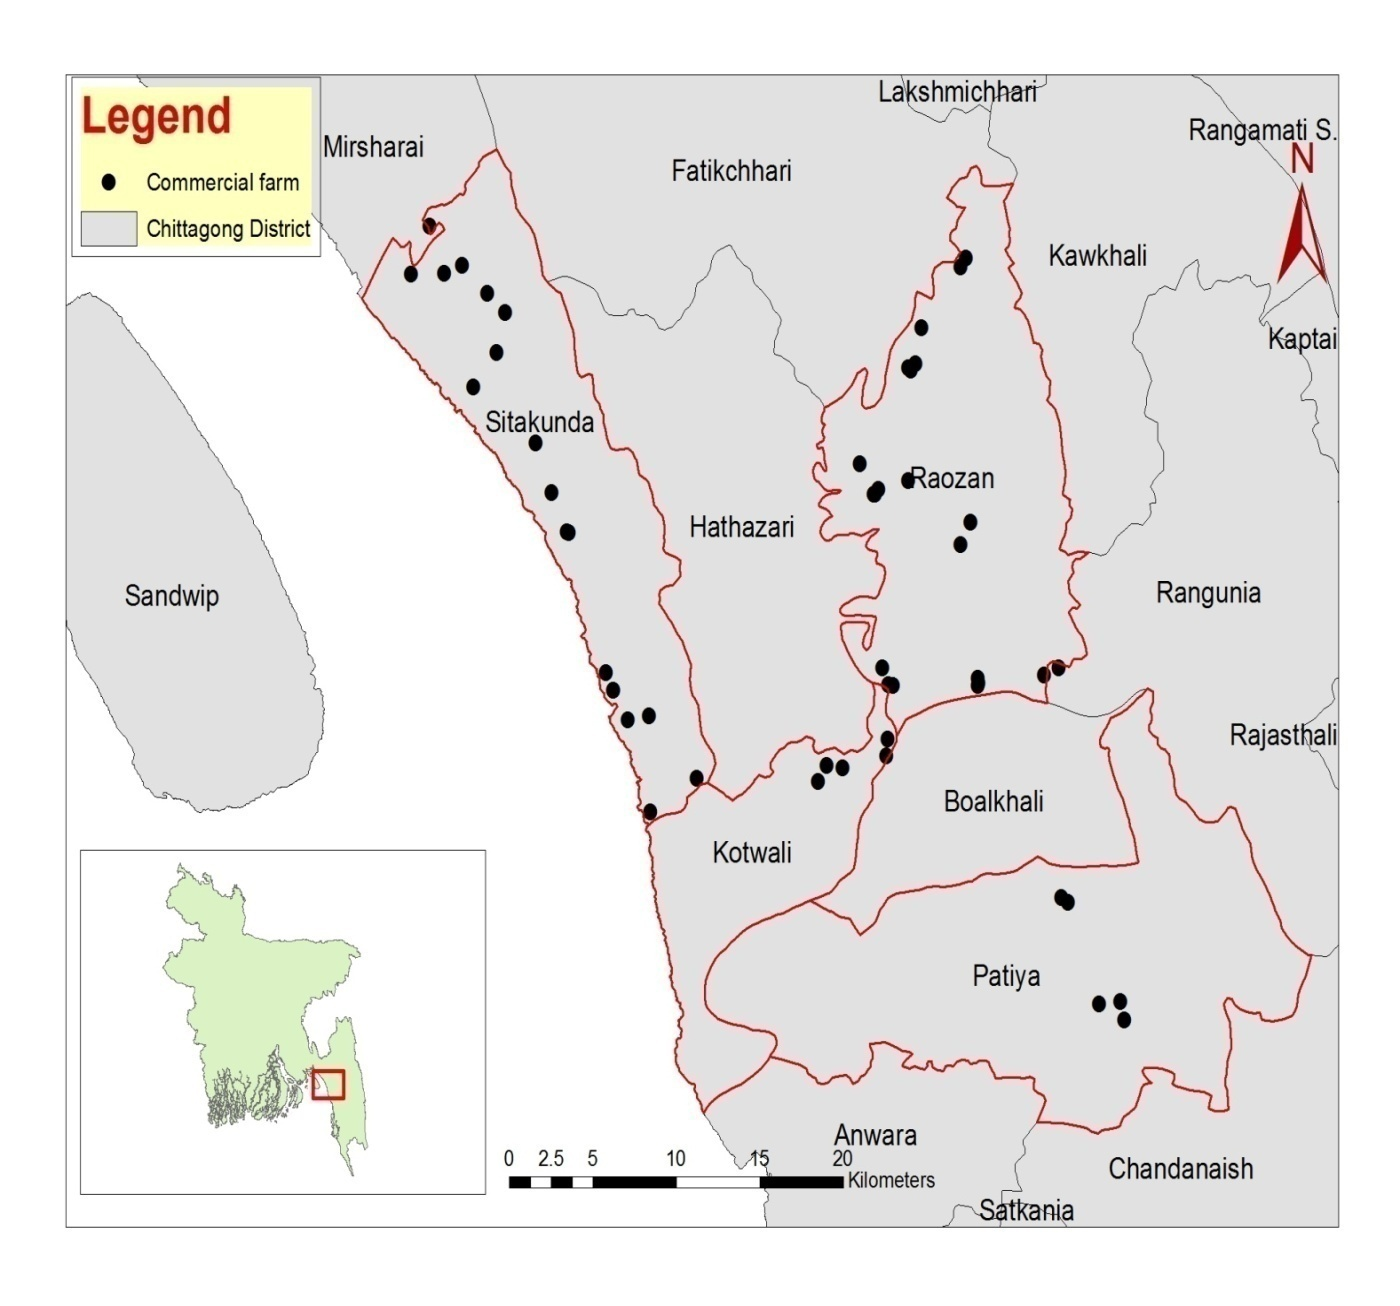 Lakshmichhari
Legend
Rangamati S.
Mirsharai
N
Fatikchhari
Commercial farm
Chittagong District
Kawkhali
Kaptai
Sitakunda
Raozan
Hathazari
Sandwip
Rangunia
Rajasthali
Boalkhali
Kotwali
Patiya
Anwara
0 2.5 5 10 15 20
Kilometers
Chandanaish
Satkania